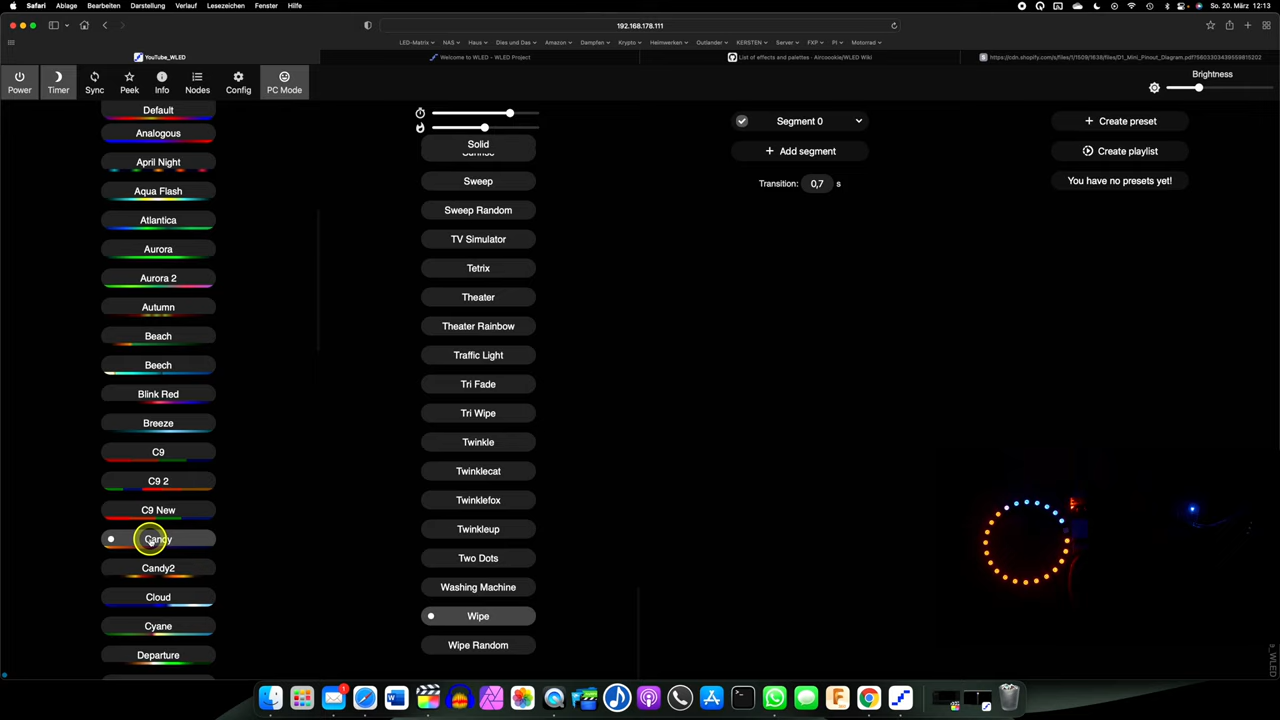 Safari Ablage Bearbeiten Darstellung Verlauf Lesezeichen Fenster Hilfe So. 20. März 12:13
192.168.178.111
LED-Matrix NAS Haus Dies und Das Amazon Dampfen Krypto Heimwerken Outlander Server FXP PI KERSTEN Motorrad
YouTube_WLED Welcome to WLED - WLED Project List of effects and palettes · Aircoookie/WLED Wiki
Power Timer Sync Peek Info Nodes Config PC Mode Brightness
Default
Analogous
April Night
Aqua Flash
Atlantica
Aurora
Aurora 2
Autumn
Beach
Beech
Blink Red
Breeze
C9
C9 2
C9 New
Candy
Candy2
Cloud
Cyane
Departure
Solid
Sunrise
Sweep
Sweep Random
TV Simulator
Tetrix
Theater
Theater Rainbow
Traffic Light
Tri Fade
Tri Wipe
Twinkle
Twinklecat
Twinklefox
Twinkleup
Two Dots
Washing Machine
Wipe
Wipe Random
Segment 0
+ Add segment
Transition: 0,7 s
+ Create preset
Create playlist
You have no presets yet!